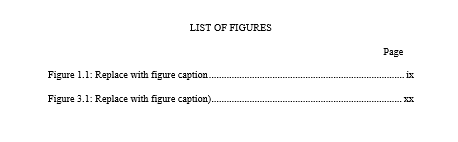 LIST OF FIGURES
Page
Figure 1.1: Replace with figure caption.......................................................................... ix
Figure 3.1: Replace with figure caption)........................................................................ xx